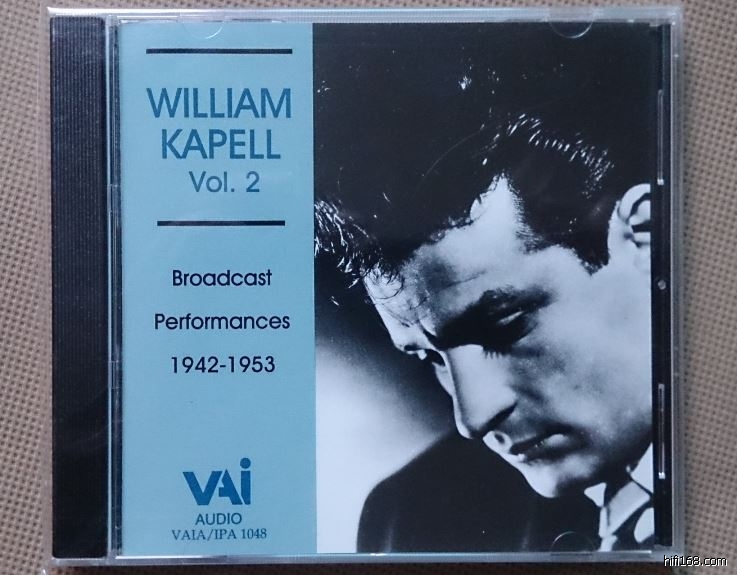 WILLIAM
KAPELL
Vol. 2
Broadcast
Performances
1942-1953
VAI
AUDIO
VAIA/IPA 1048
hifi168.com